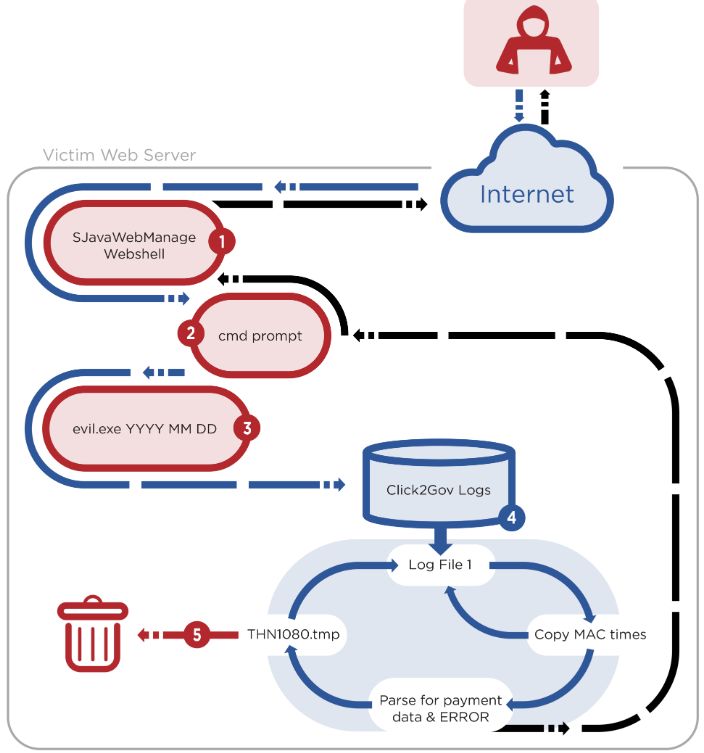 Victim Web Server
Internet
SJavaWebManage
Webshell
1
2
cmd prompt
evil.exe YYYY MM DD
3
Click2Gov Logs
4
Log File 1
5
THN1080.tmp
Copy MAC times
Parse for payment
data & ERROR